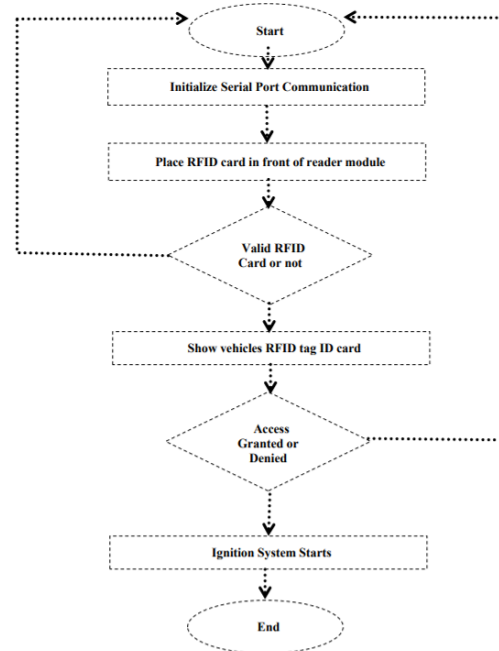 Start
Initialize Serial Port Communication
Place RFID card in front of reader module
Valid RFID
Card or not
Show vehicles RFID tag ID card
Access
Granted or
Denied
Ignition System Starts
End